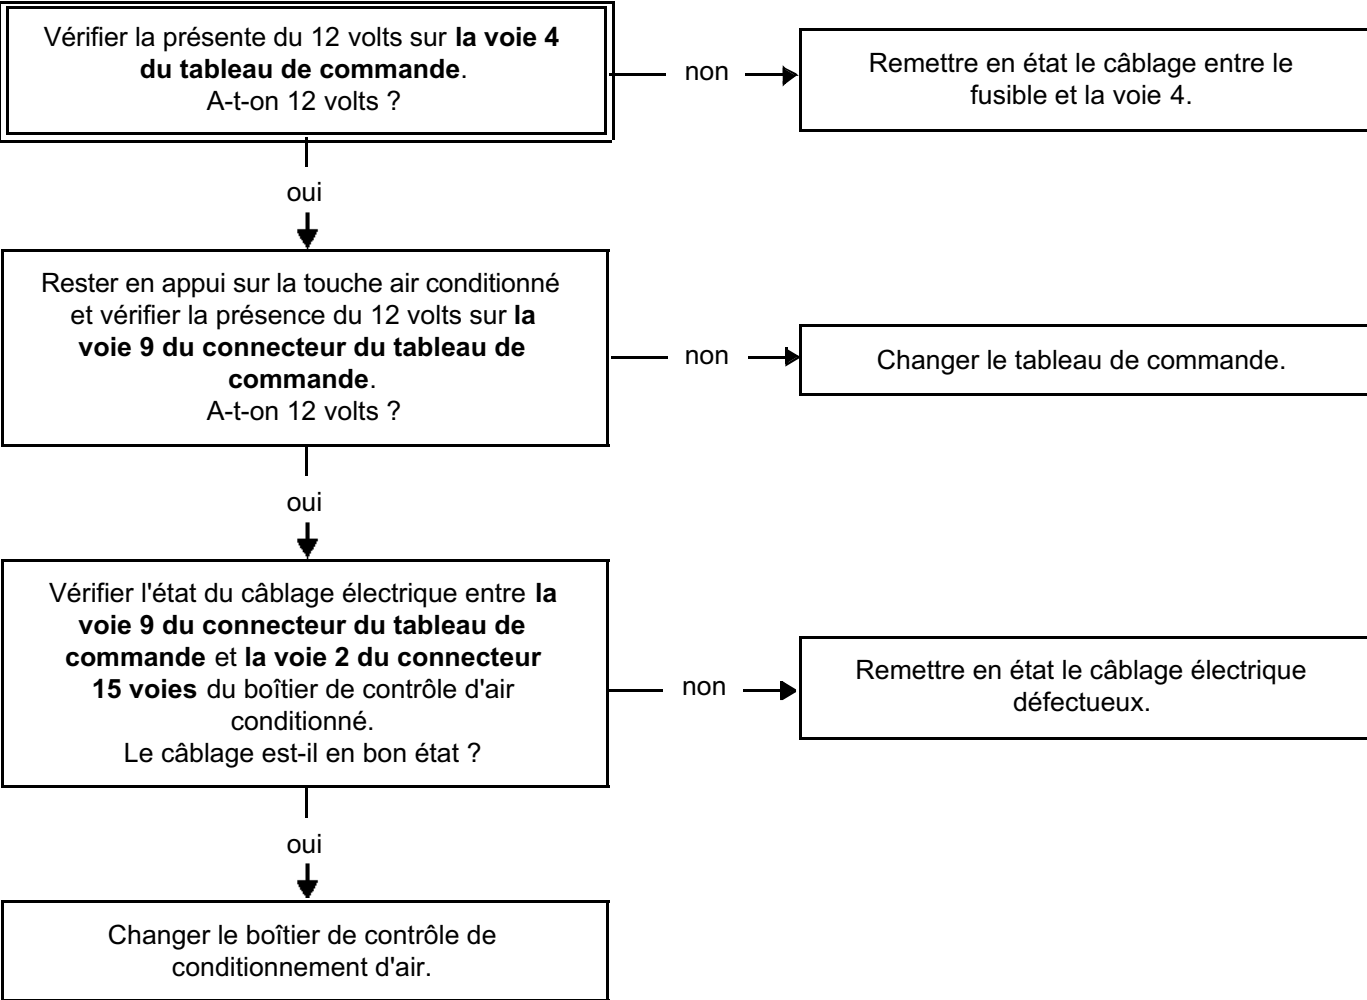 Vérifier la présente du 12 volts sur la voie 4
du tableau de commande.
A-t-on 12 volts ?
non
Remettre en état le câblage entre le
fusible et la voie 4.
oui
Rester en appui sur la touche air conditionné
et vérifier la présence du 12 volts sur la
voie 9 du connecteur du tableau de
commande.
A-t-on 12 volts ?
non
Changer le tableau de commande.
oui
Vérifier l'état du câblage électrique entre la
voie 9 du connecteur du tableau de
commande et la voie 2 du connecteur
15 voies du boîtier de contrôle d'air
conditionné.
Le câblage est-il en bon état ?
non
Remettre en état le câblage électrique
défectueux.
oui
Changer le boîtier de contrôle de
conditionnement d'air.